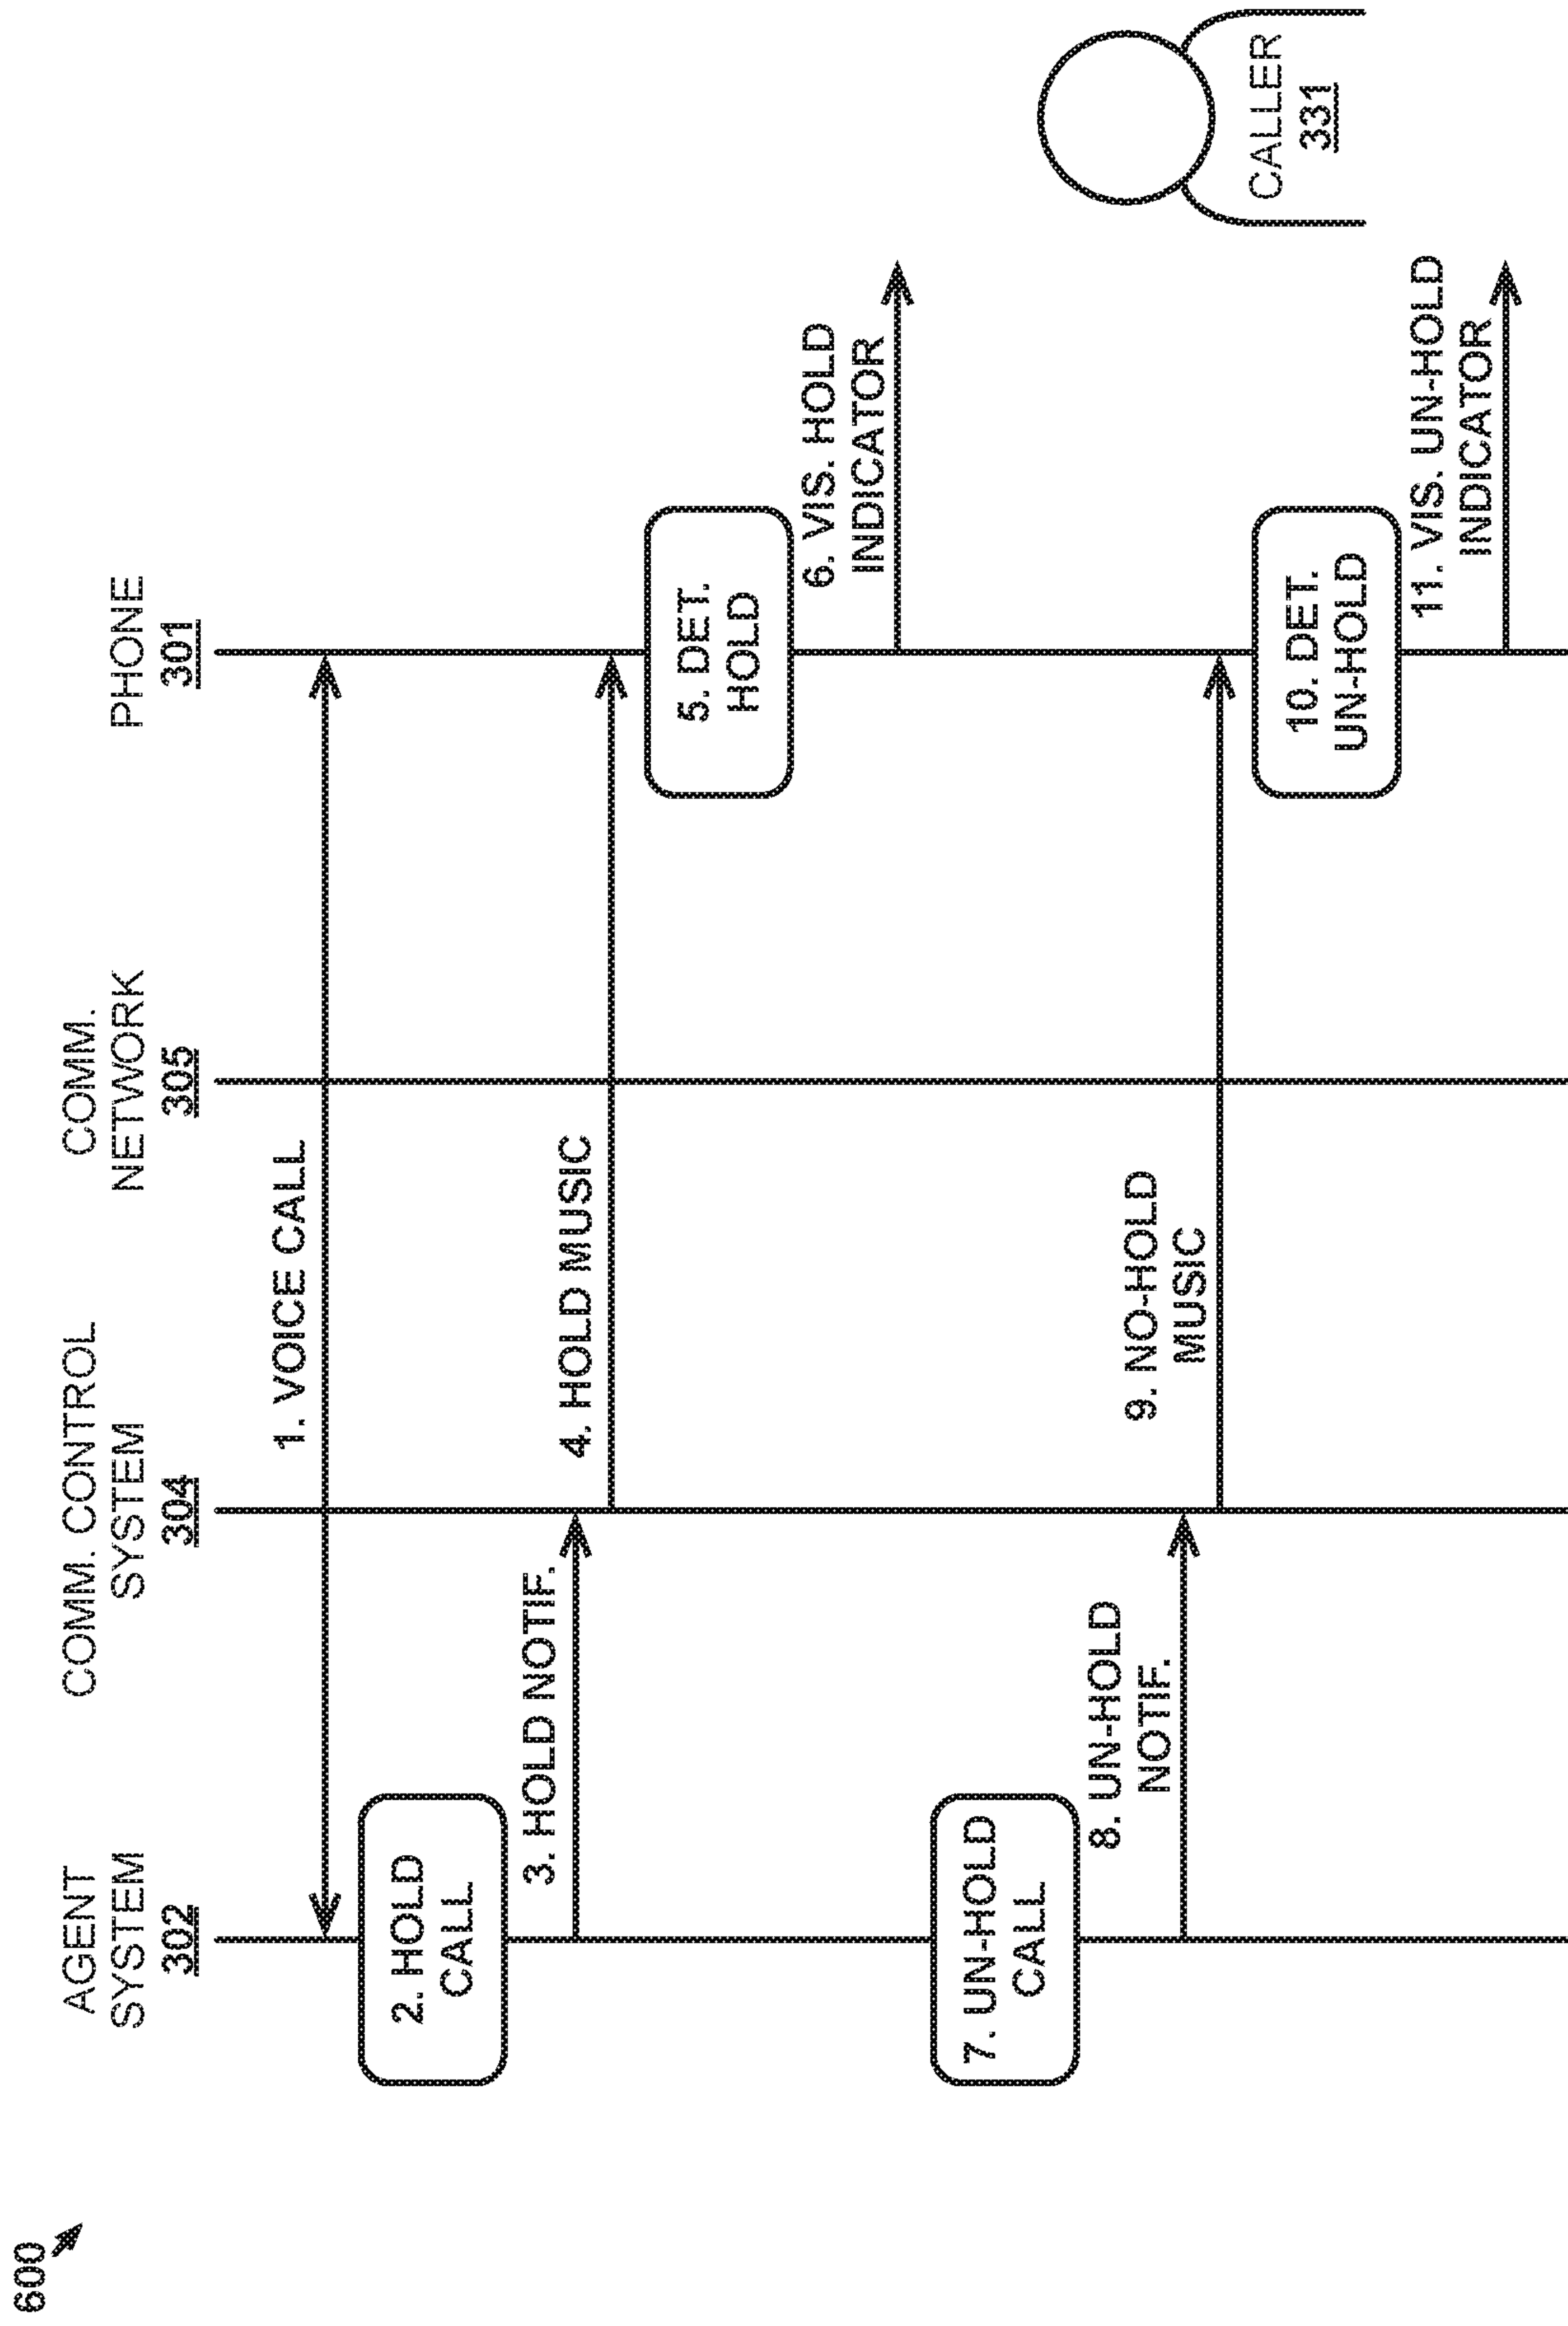 600
AGENT
SYSTEM
302
COMM. CONTROL
SYSTEM
304
COMM.
NETWORK
305
PHONE
301
1. VOICE CALL
2. HOLD
CALL
3. HOLD NOTIF.
4. HOLD MUSIC
5. DET.
HOLD
6. VIS. HOLD
INDICATOR
7. UN-HOLD
CALL
8. UN-HOLD
NOTIF.
9. NO-HOLD
MUSIC
10. DET.
UN-HOLD
11. VIS. UN-HOLD
INDICATOR
CALLER
331